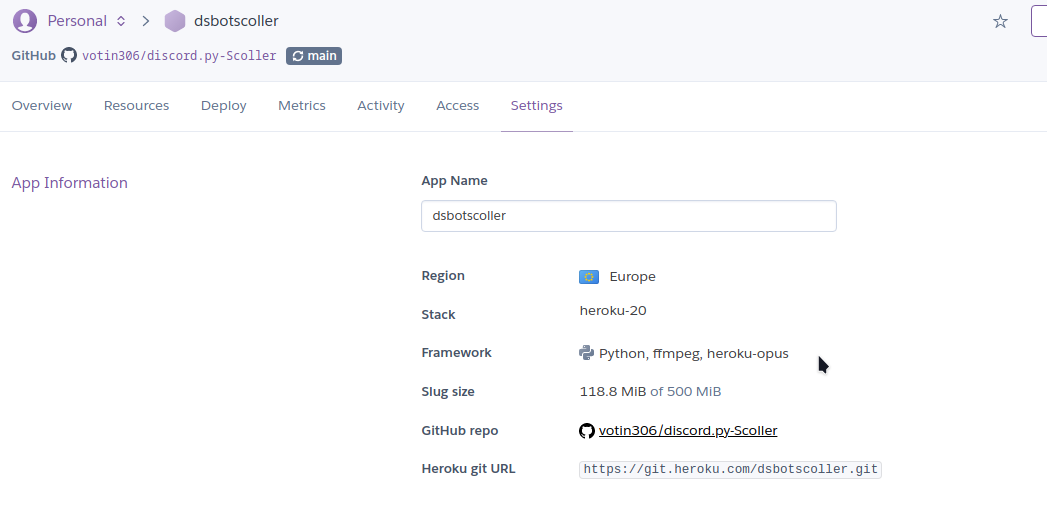 Personal dsbotscoller
GitHub votin306/discord.py-Scoller main
Overview Resources Deploy Metrics Activity Access Settings
App Information
App Name
dsbotscoller
Region Europe
Stack heroku-20
Framework Python, ffmpeg, heroku-opus
Slug size 118.8 MiB of 500 MiB
GitHub repo votin306/discord.py-Scoller
Heroku git URL https://git.heroku.com/dsbotscoller.git